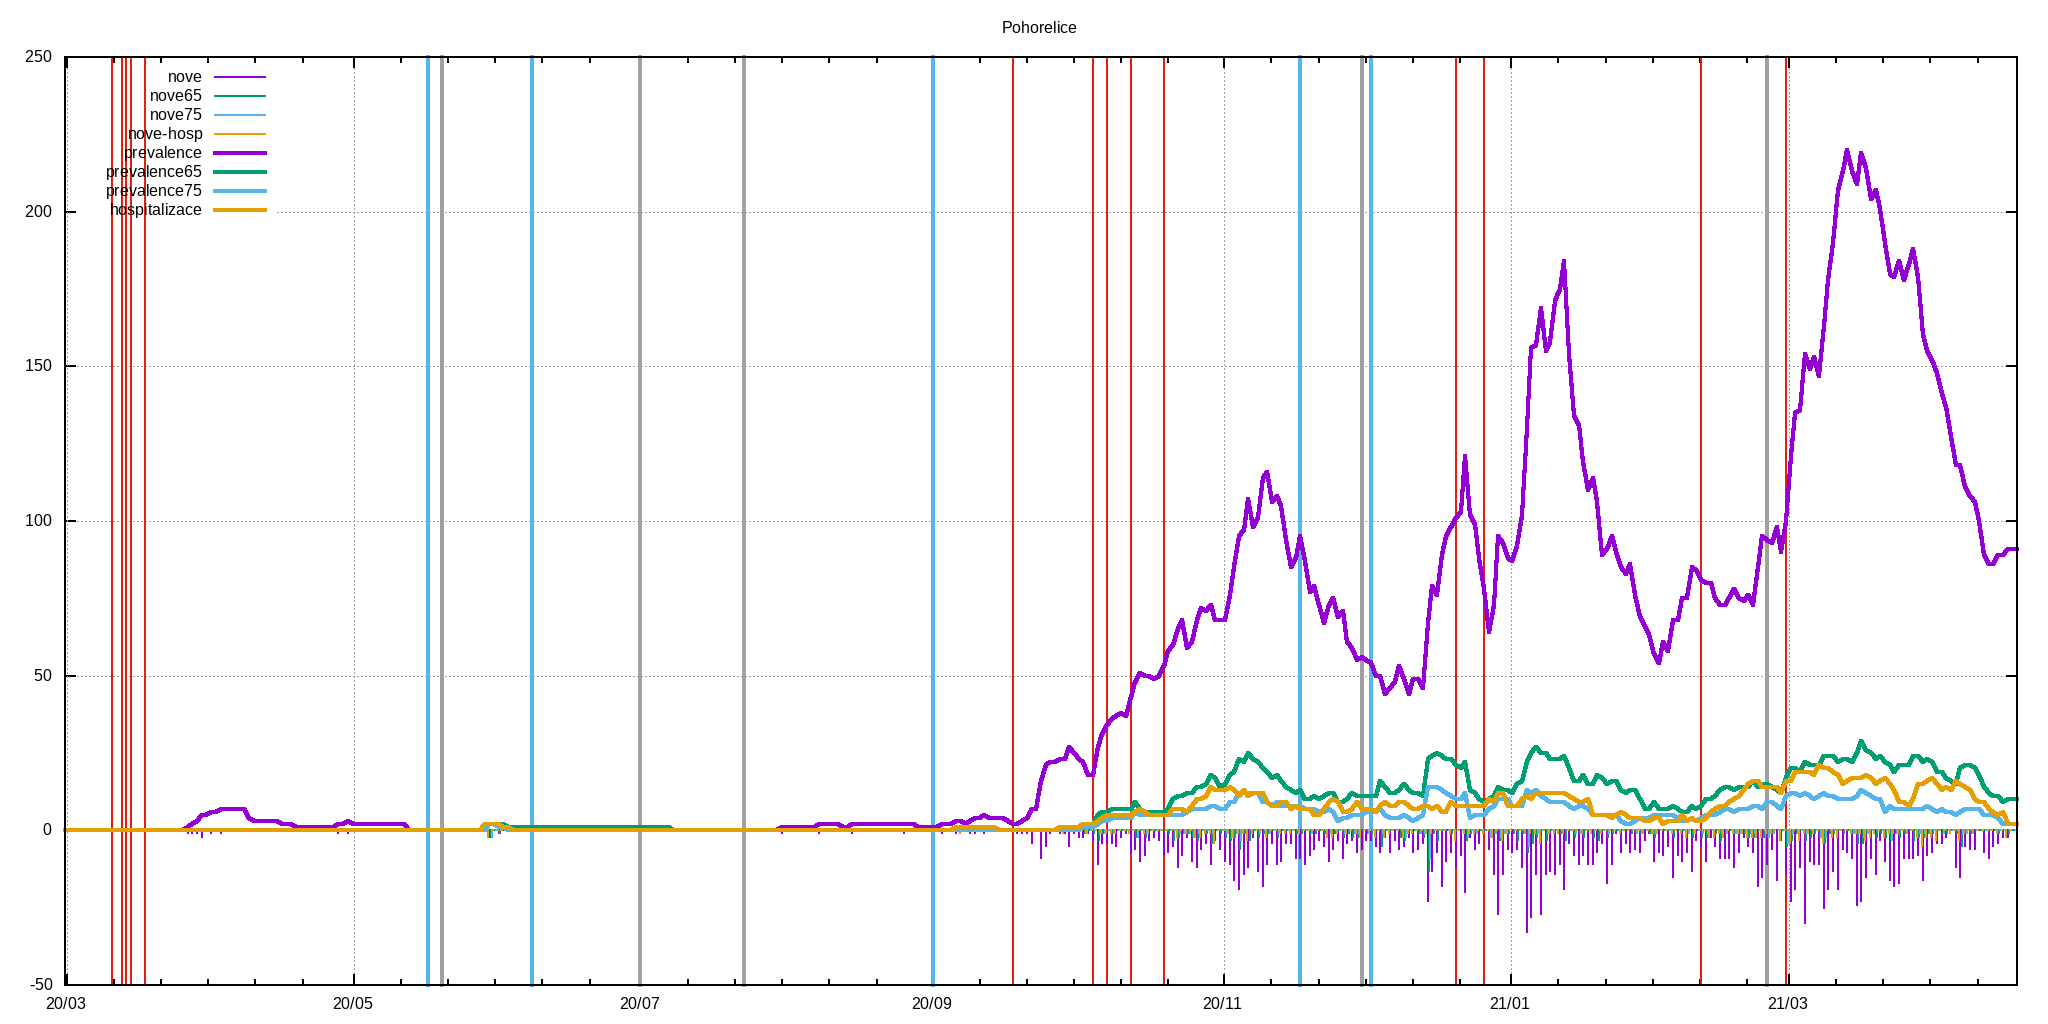 Pohorelice
250
200
150
100
50
0
-50
nove
nove65
nove75
nove-hosp
prevalence
prevalence65
prevalence75
hospitalizace
20/03 20/05 20/07 20/09 20/11 21/01 21/03